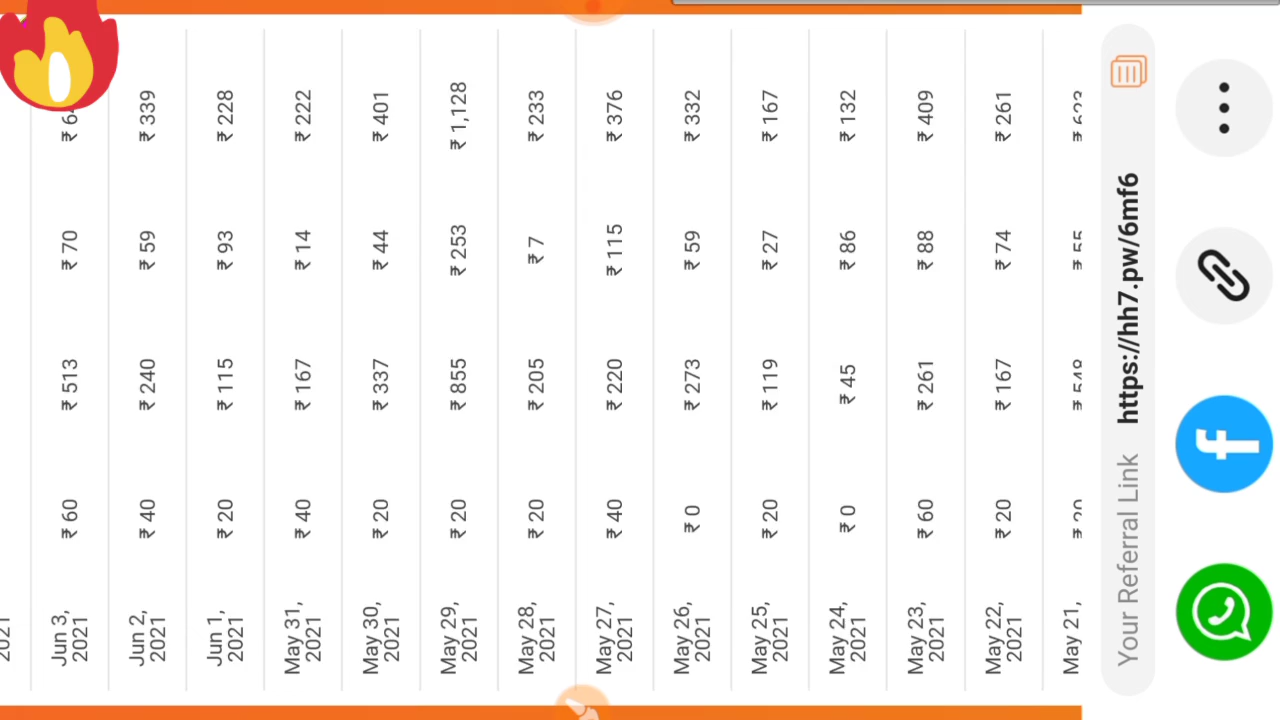 2021
Jun 3, 2021 ₹ 60 ₹ 513 ₹ 70
Jun 2, 2021 ₹ 40 ₹ 240 ₹ 59 ₹ 339
Jun 1, 2021 ₹ 20 ₹ 115 ₹ 93 ₹ 228
May 31, 2021 ₹ 40 ₹ 167 ₹ 14 ₹ 222
May 30, 2021 ₹ 20 ₹ 337 ₹ 44 ₹ 401
May 29, 2021 ₹ 20 ₹ 855 ₹ 253 ₹ 1,128
May 28, 2021 ₹ 20 ₹ 205 ₹ 7 ₹ 233
May 27, 2021 ₹ 40 ₹ 220 ₹ 115 ₹ 376
May 26, 2021 ₹ 0 ₹ 273 ₹ 59 ₹ 332
May 25, 2021 ₹ 20 ₹ 119 ₹ 27 ₹ 167
May 24, 2021 ₹ 0 ₹ 45 ₹ 86 ₹ 132
May 23, 2021 ₹ 60 ₹ 261 ₹ 88 ₹ 409
May 22, 2021 ₹ 20 ₹ 167 ₹ 74 ₹ 261
May 21,
Your Referral Link https://hh7.pw/6mf6